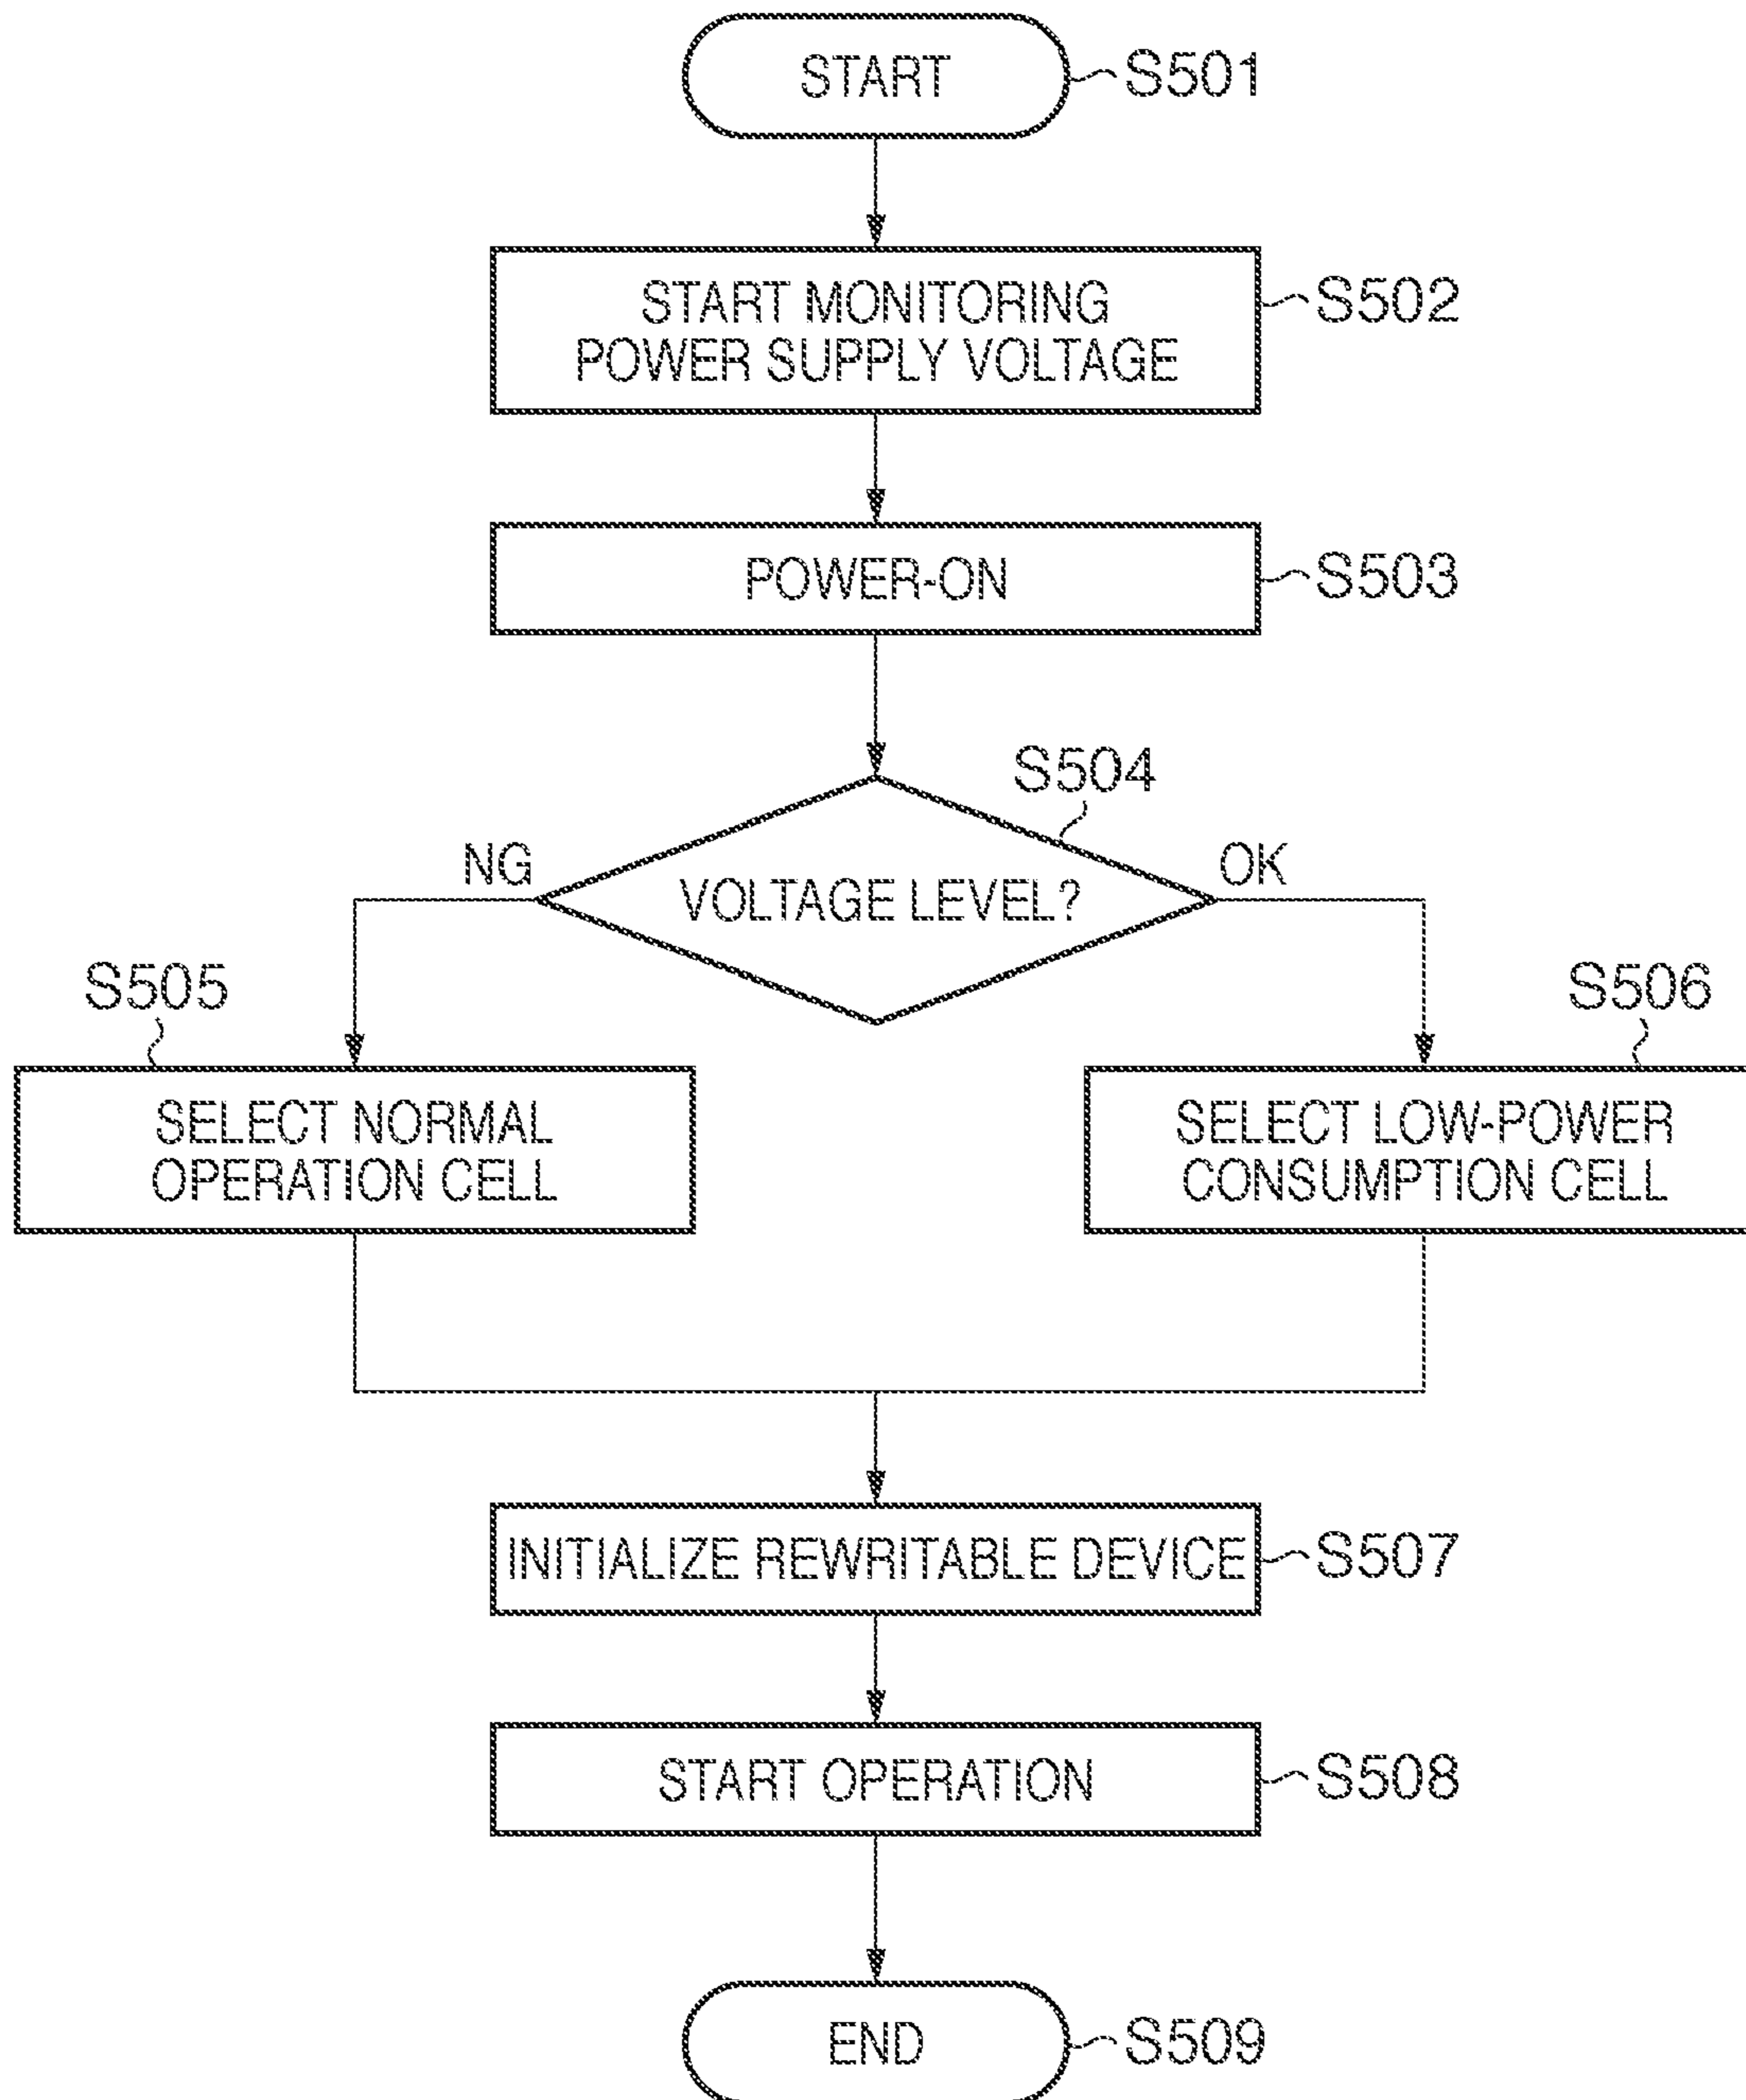 START
S501
START MONITORING
POWER SUPPLY VOLTAGE
S502
POWER-ON
S503
S504
NG
VOLTAGE LEVEL?
OK
S505
S506
SELECT NORMAL
OPERATION CELL
SELECT LOW-POWER
CONSUMPTION CELL
INITIALIZE REWRITABLE DEVICE
S507
START OPERATION
S508
END
S509